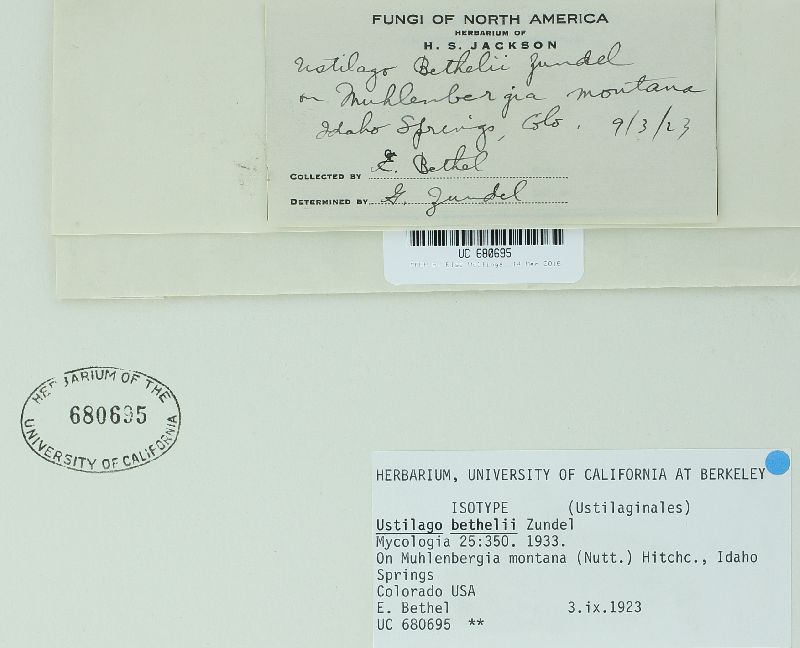 FUNGI OF NORTH AMERICA
HERBARIUM OF
H. S. JACKSON
Ustilago Bethelii Zundel
on Muhlenbergia montana
Idaho Springs, Colo. 9/3/23
COLLECTED BY E. Bethel
DETERMINED BY G. Zundel
UC 680695
HERBARIUM OF THE
680695
UNIVERSITY OF CALIFORNIA
HERBARIUM, UNIVERSITY OF CALIFORNIA AT BERKELEY
ISOTYPE (Ustilaginales)
Ustilago bethelii Zundel
Mycologia 25:350. 1933.
On Muhlenbergia montana (Nutt.) Hitchc., Idaho
Springs
Colorado USA
E. Bethel 3.ix.1923
UC 680695 **